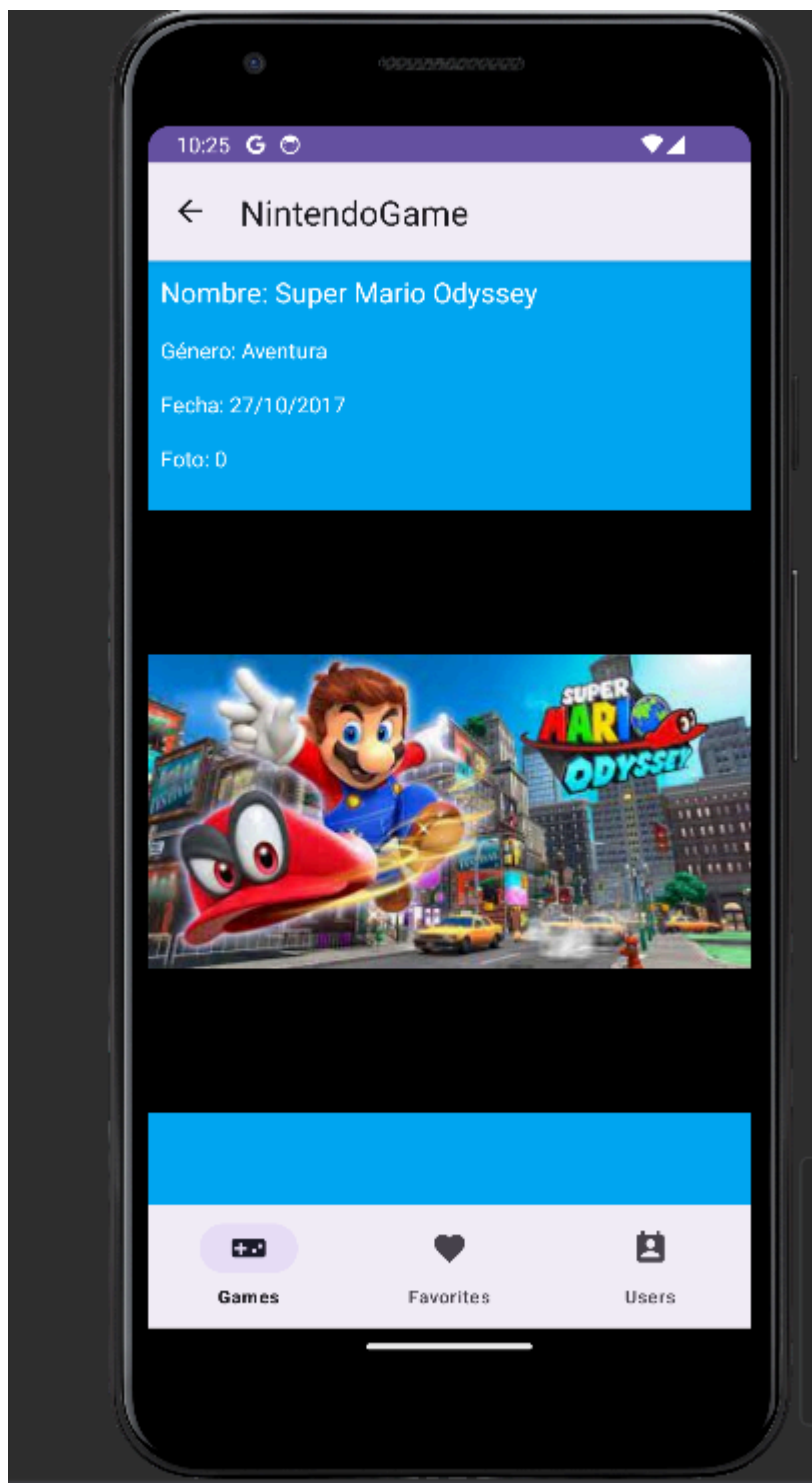 10:25 G
NintendoGame
Nombre: Super Mario Odyssey
Género: Aventura
Fecha: 27/10/2017
Foto: 0
SUPER
MARIO
ODYSSEY
Games
Favorites
Users